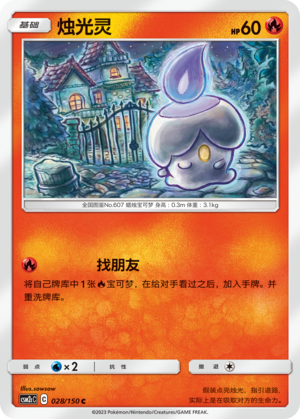 基础 烛光灵 HP60
全国图鉴No.607 蜡烛宝可梦 身高：0.3m 体重：3.1kg
找朋友
将自己牌库中1张宝可梦，在给对手看过之后，加入手牌。并
重洗牌库。
Illus.sowsow
弱点 ×2 抗性 撤退
CSM2c C G 028/150 C
假装点亮烛光，指引道路，
实际上是在吸取对方的生命力。
©2023 Pokémon/Nintendo/Creatures/GAME FREAK.